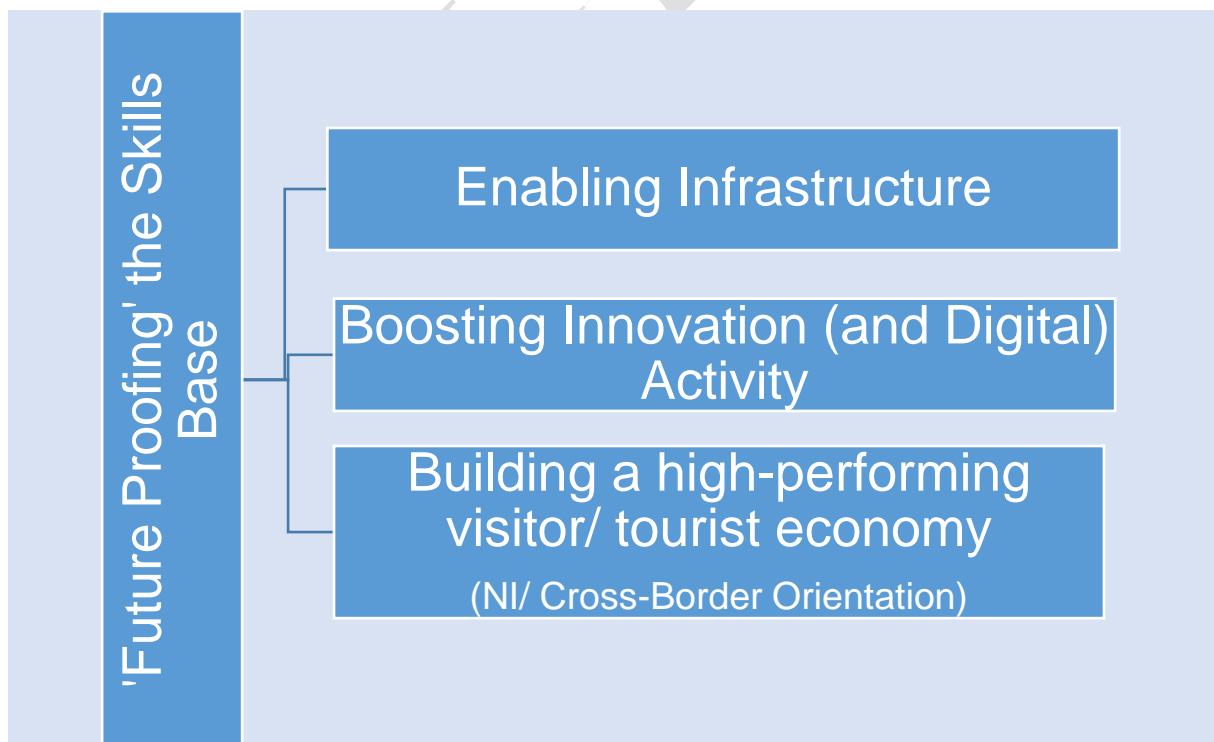 'Future Proofing' the Skills
Base
Enabling Infrastructure
Boosting Innovation (and Digital)
Activity
Building a high-performing
visitor/ tourist economy
(NI/ Cross-Border Orientation)